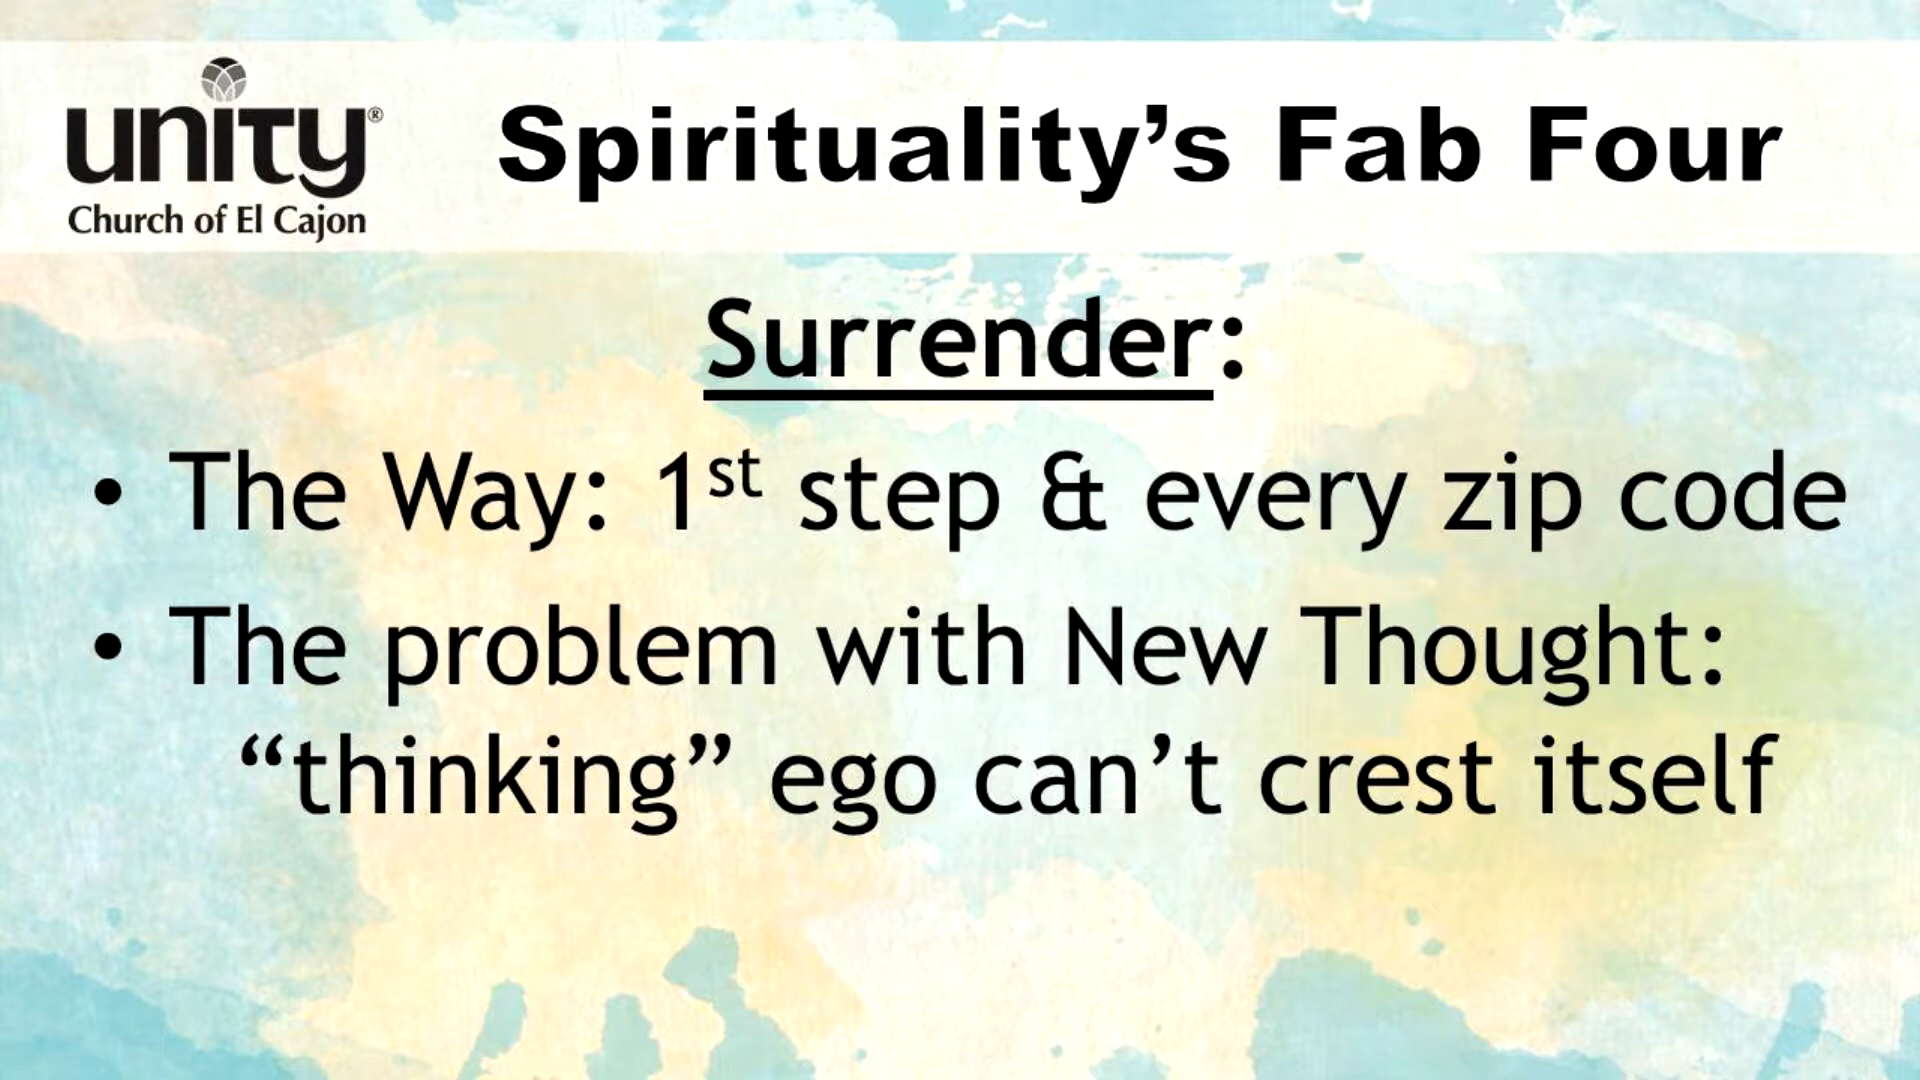 unity®
Church of El Cajon
Spirituality’s Fab Four
Surrender:
• The Way: 1st step & every zip code
• The problem with New Thought:
“thinking” ego can’t crest itself